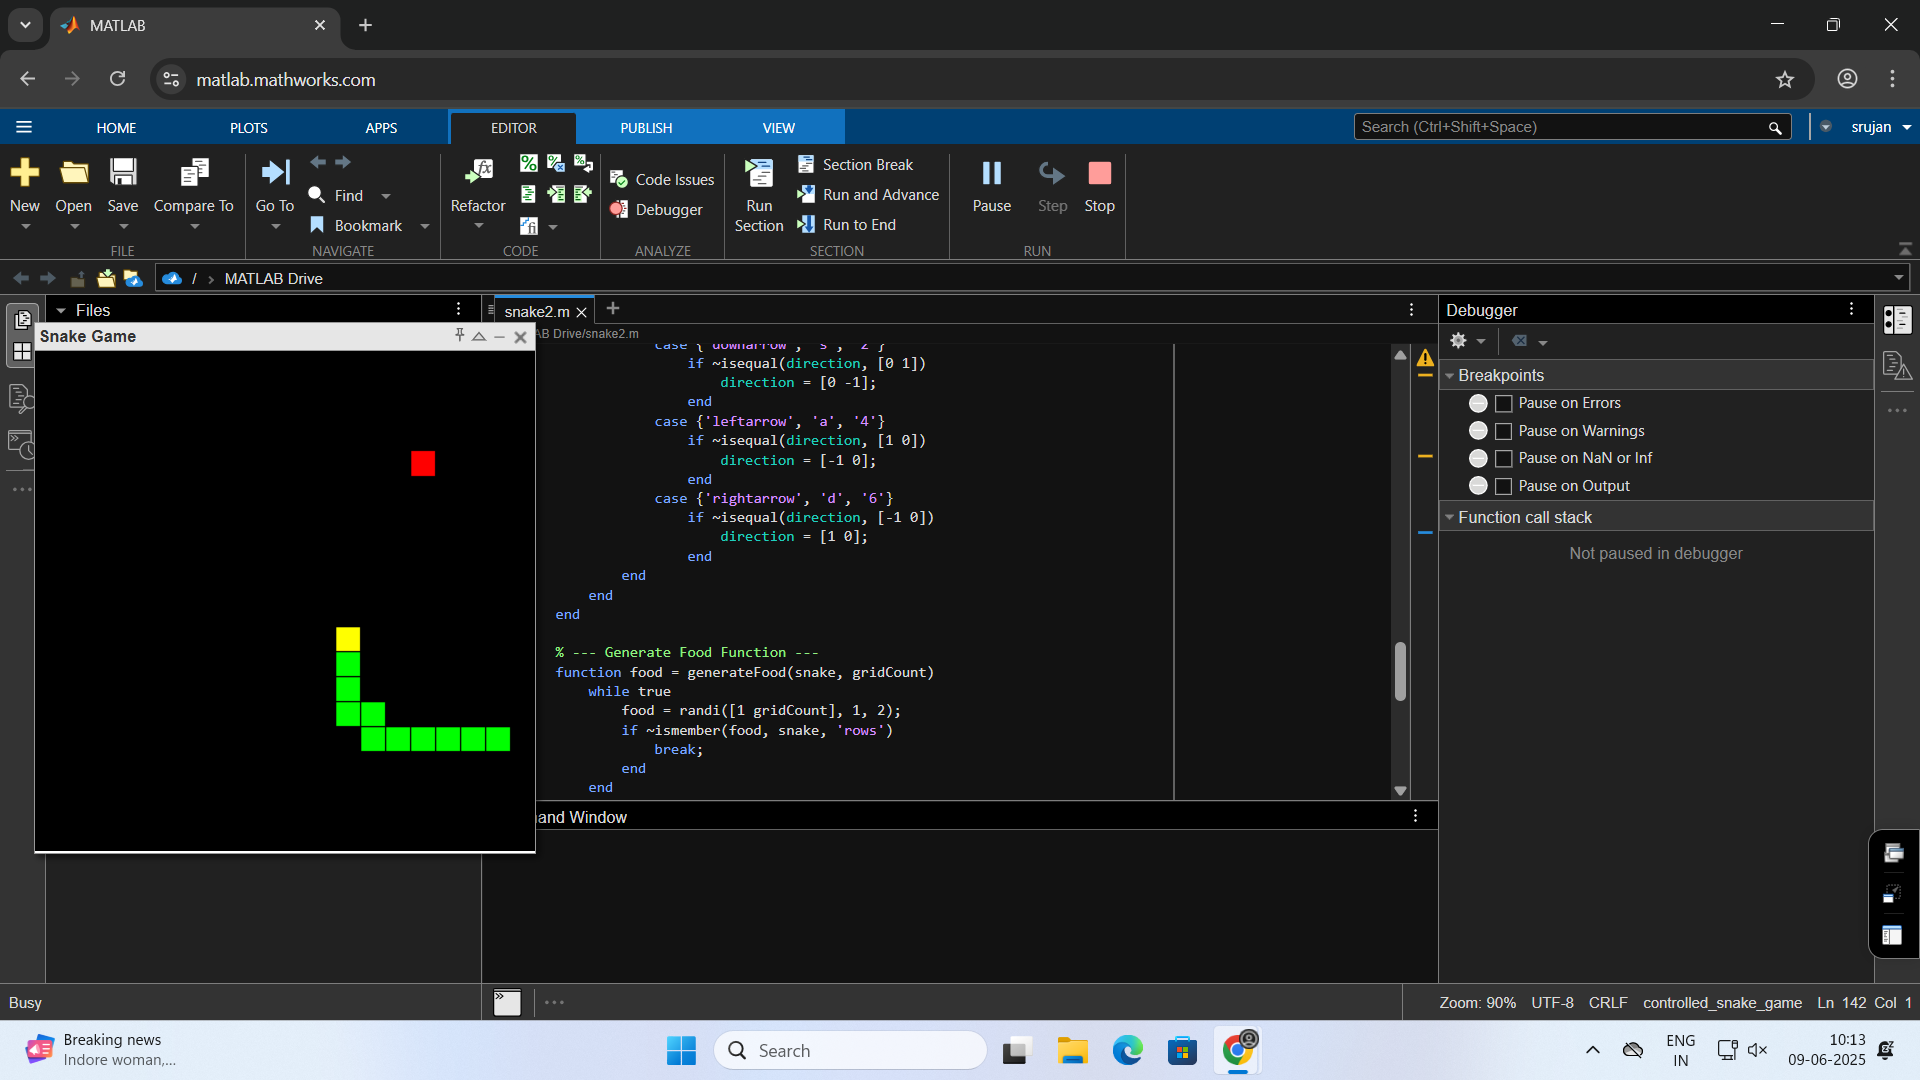 MATLAB
matlab.mathworks.com
HOME PLOTS APPS EDITOR PUBLISH VIEW
Search (Ctrl+Shift+Space)
srujan
New Open Save Compare To
FILE
Go To
Find
Bookmark
NAVIGATE
Refactor
CODE
Code Issues
Debugger
ANALYZE
Run Section
Section Break
Run and Advance
Run to End
SECTION
Pause Step Stop
RUN
/ › MATLAB Drive
Files
Snake Game
snake2.m
AB Drive/snake2.m
case {'downarrow', 's', '2'}
if ~isequal(direction, [0 1])
direction = [0 -1];
end
case {'leftarrow', 'a', '4'}
if ~isequal(direction, [1 0])
direction = [-1 0];
end
case {'rightarrow', 'd', '6'}
if ~isequal(direction, [-1 0])
direction = [1 0];
end
end
end
end
% --- Generate Food Function ---
function food = generateFood(snake, gridCount)
while true
food = randi([1 gridCount], 1, 2);
if ~ismember(food, snake, 'rows')
break;
end
end
and Window
Debugger
Breakpoints
Pause on Errors
Pause on Warnings
Pause on NaN or Inf
Pause on Output
Function call stack
Not paused in debugger
Busy
Zoom: 90% UTF-8 CRLF controlled_snake_game Ln 142 Col 1
Breaking news
Indore woman,...
Search
ENG
IN
10:13
09-06-2025